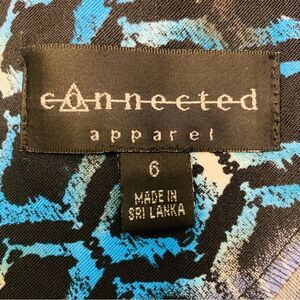 connected
apparel
6
MADE IN
SRI LANKA